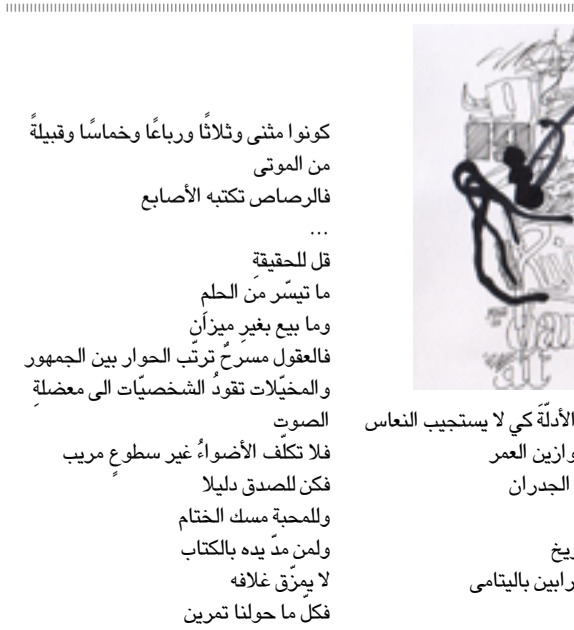 الأدلّةَ كي لا يستجيب النعاس
وازين العمر
الجدران
ريخ
رابين باليتامى
كونوا مثنى وثلاثًا ورباعًا وخماسًا وقبيلةً
من الموتى
فالرصاص تكتبه الأصابع
...
قل للحقيقةِ
ما تيسّر من الحلم
وما بيع بغيرِ ميزان
فالعقول مسرحٌ ترتّب الحوار بين الجمهور
والمخيّلات تقودُ الشخصيّات الى معضلةِ
الصوت
فلا تكلّف الأضواءُ غير سطوعٍ مريب
فكن للصدق دليلا
وللمحبة مسك الختام
ولمن مدّ يده بالكتاب
لا يمزّق غلافه
فكلّ ما حولنا تمرين